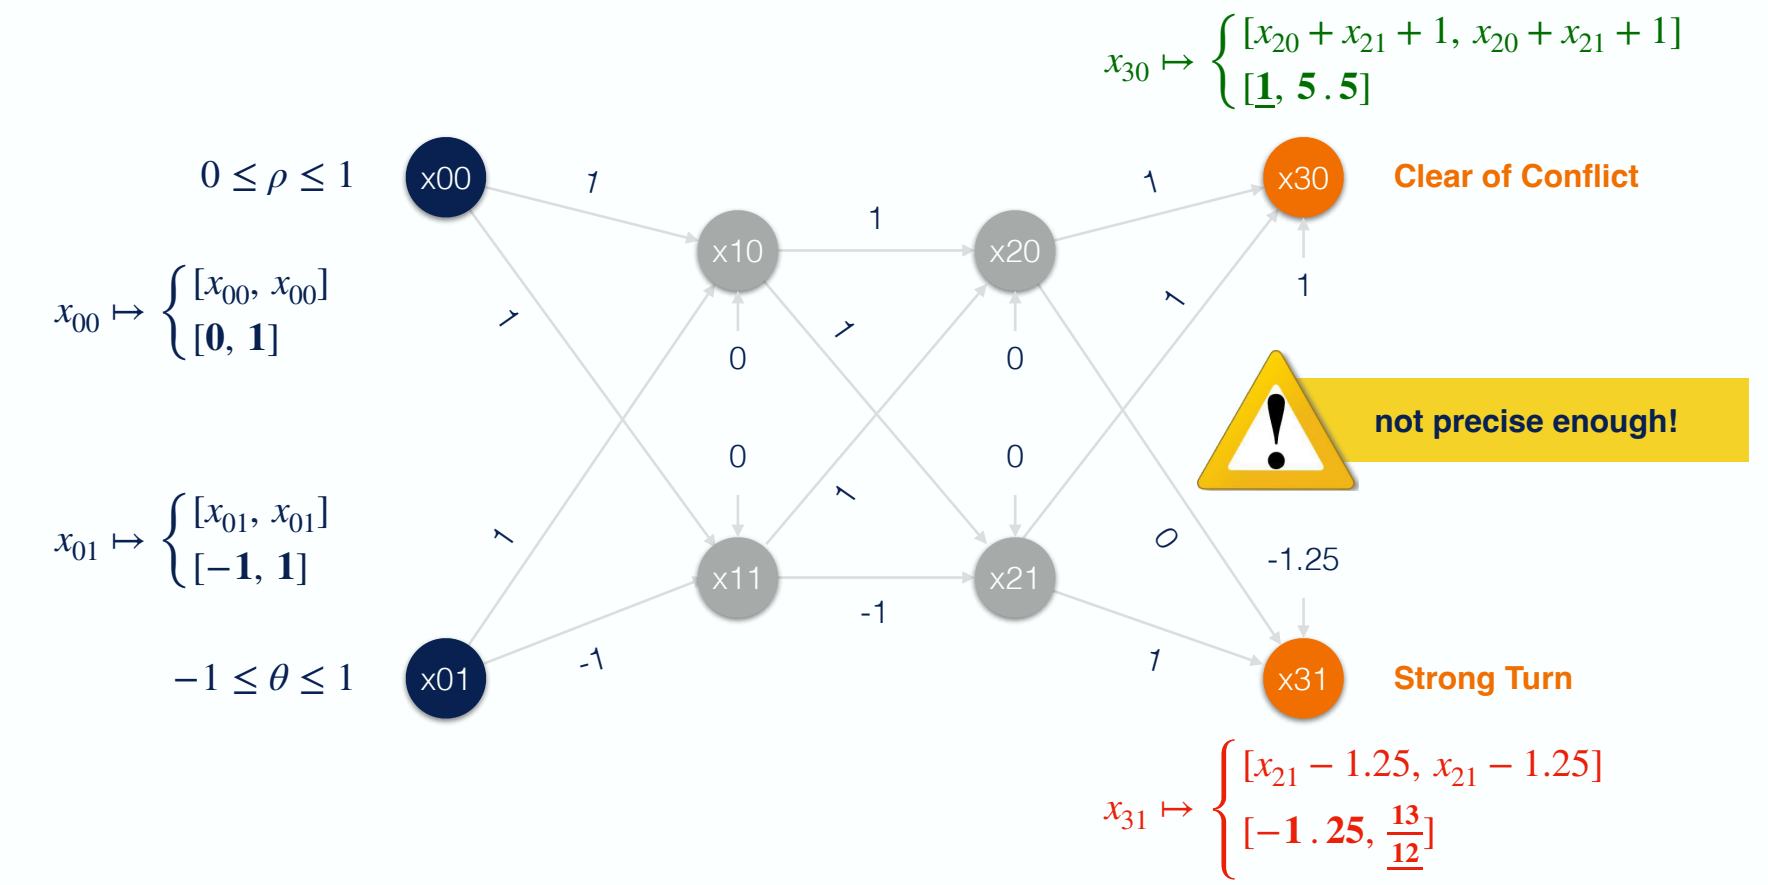 x₃₀ ↦ { [x₂₀ + x₂₁ + 1, x₂₀ + x₂₁ + 1]
[1, 5.5]
0 ≤ ρ ≤ 1
x00
1
x10
1
x20
1
x30
Clear of Conflict
x₀₀ ↦ { [x₀₀, x₀₀]
[0, 1]
1
0
1
0
1
1
not precise enough!
0
0
x₀₁ ↦ { [x₀₁, x₀₁]
[−1, 1]
1
1
0
-1.25
x11
-1
x21
−1 ≤ θ ≤ 1
x01
-1
1
x31
Strong Turn
x₃₁ ↦ { [x₂₁ − 1.25, x₂₁ − 1.25]
[−1.25, 13/12]